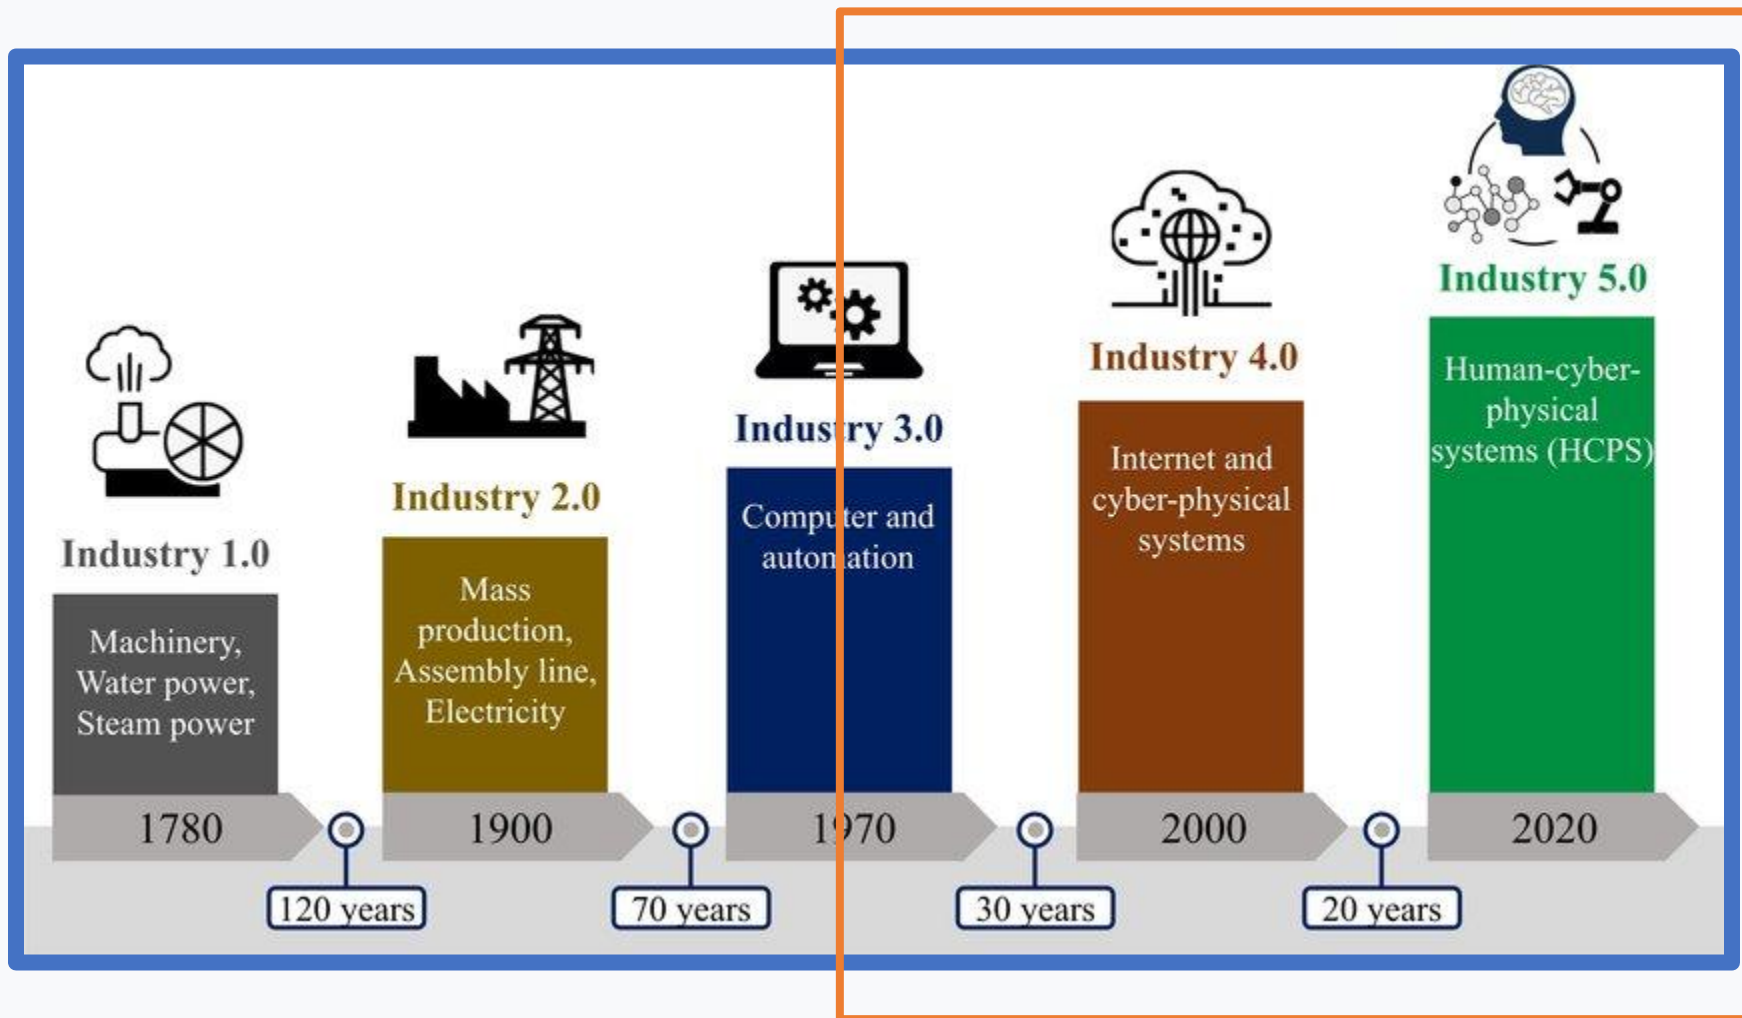 Industry 1.0
Machinery,
Water power,
Steam power
1780
120 years
Industry 2.0
Mass
production,
Assembly line,
Electricity
1900
70 years
Industry 3.0
Computer and
automation
1970
30 years
Industry 4.0
Internet and
cyber-physical
systems
2000
20 years
Industry 5.0
Human-cyber-
physical
systems (HCPS)
2020